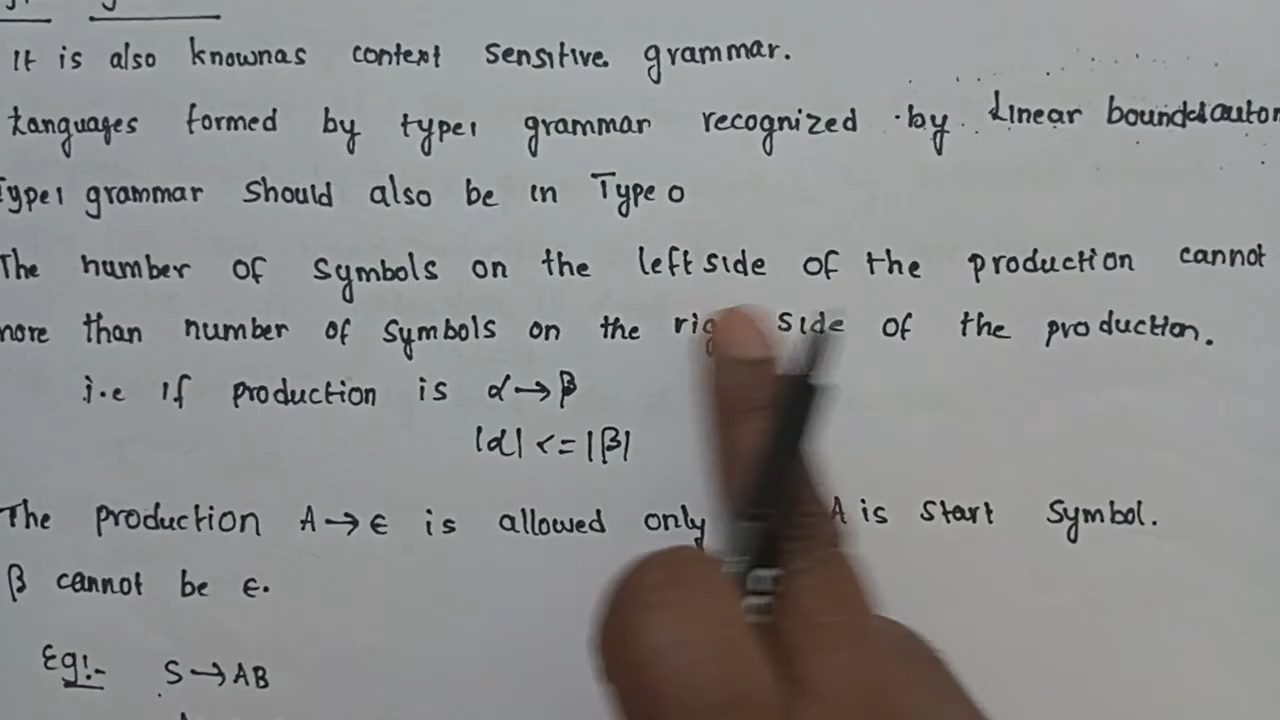 It is also knownas context sensitive grammar.
Languages formed by type1 grammar recognized by Linear bounded autom
Type1 grammar should also be in Type 0
The number of symbols on the left side of the production cannot
more than number of symbols on the side of the production.
i.e if production is α→β
|α| <= |β|
The production A→ϵ is allowed only A is start symbol.
β cannot be ϵ.
Eg:- S→AB